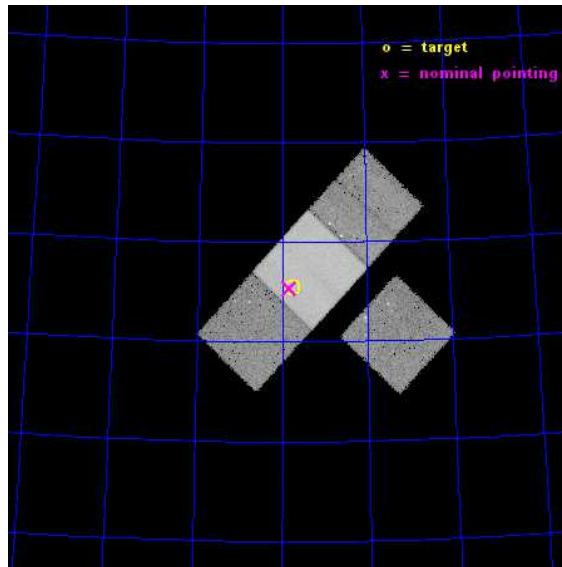 o = target
x = nominal pointing